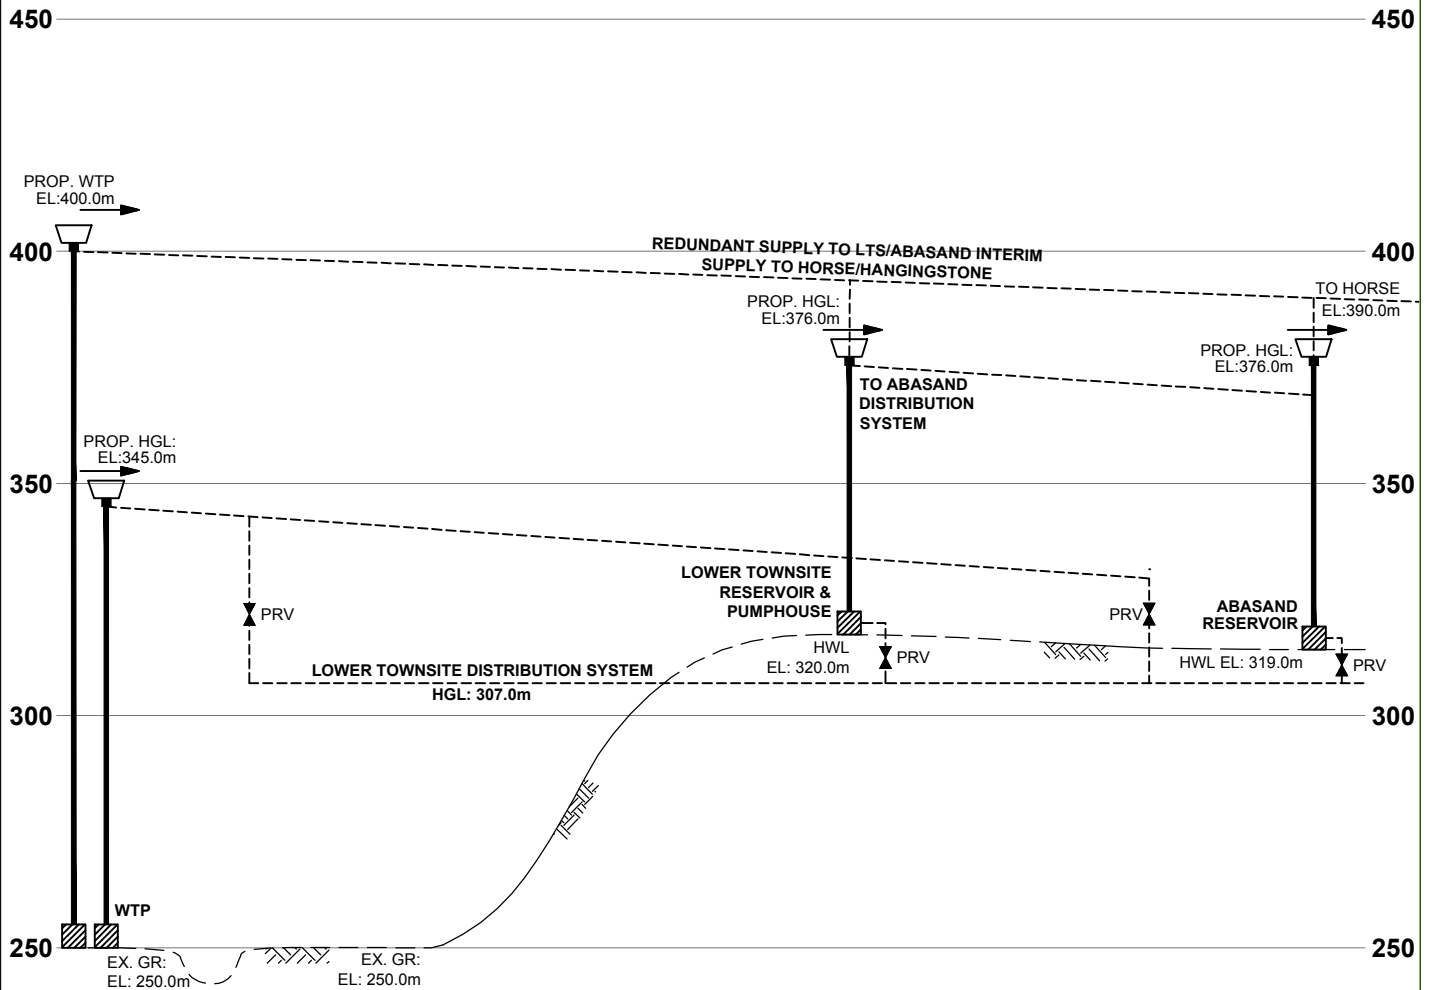 450
450
PROP. WTP
EL:400.0m
400
REDUNDANT SUPPLY TO LTS/ABASAND INTERIM
SUPPLY TO HORSE/HANGINGSTONE
400
TO HORSE
EL:390.0m
PROP. HGL:
EL:376.0m
PROP. HGL:
EL:376.0m
TO ABASAND
DISTRIBUTION
SYSTEM
PROP. HGL:
EL:345.0m
350
350
LOWER TOWNSITE
RESERVOIR &
PUMPHOUSE
PRV
PRV
ABASAND
RESERVOIR
HWL
EL: 320.0m
PRV
HWL EL: 319.0m
PRV
LOWER TOWNSITE DISTRIBUTION SYSTEM
HGL: 307.0m
300
300
WTP
250
250
EX. GR:
EL: 250.0m
EX. GR:
EL: 250.0m